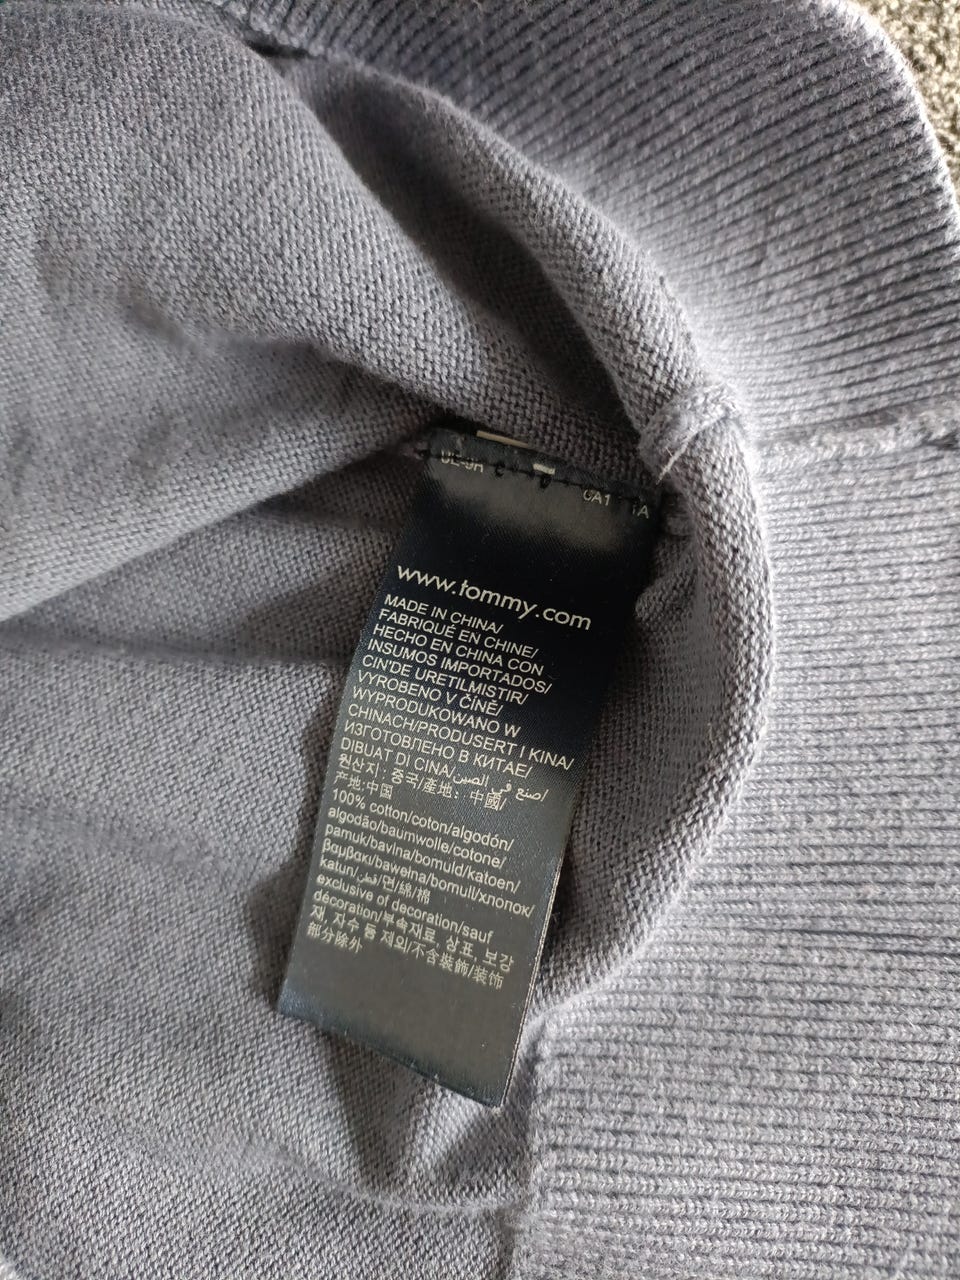 www.tommy.com
MADE IN CHINA/
FABRIQUÉ EN CHINE/
HECHO EN CHINA CON
INSUMOS IMPORTADOS/
CIN'DE URETILMISTIR/
VYROBENO V ČÍNĚ/
WYPRODUKOWANO W
CHINACH/PRODUSERT I KINA/
ИЗГОТОВЛЕНО В КИТАЕ/
DIBUAT DI CINA/صنع في الصين/
원산지: 중국/產地: 中國/
产地:中国
100% cotton/coton/algodón/
algodão/baumwolle/cotone/
pamuk/bavlna/bomuld/katoen/
βαμβακι/bawełna/bomull/хлопок/
katun/قطن/면/綿/棉
exclusive of decoration/sauf
décoration/부속재료, 상표, 보강
재, 자수 등 제외/不含裝飾/装饰
部分除外